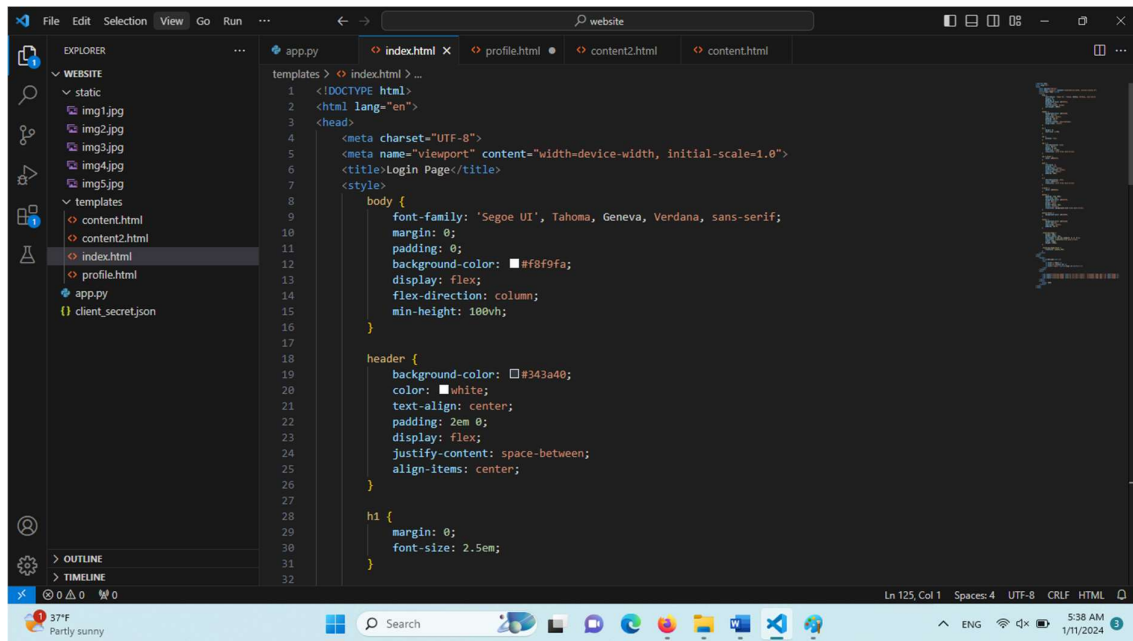 File Edit Selection View Go Run ··· website
EXPLORER ···
WEBSITE
static
img1.jpg
img2.jpg
img3.jpg
img4.jpg
img5.jpg
templates
content.html
content2.html
index.html
profile.html
app.py
client_secret.json
OUTLINE
TIMELINE
app.py index.html profile.html content2.html content.html
templates > index.html > ...
1 <!DOCTYPE html>
2 <html lang="en">
3 <head>
4 <meta charset="UTF-8">
5 <meta name="viewport" content="width=device-width, initial-scale=1.0">
6 <title>Login Page</title>
7 <style>
8 body {
9 font-family: 'Segoe UI', Tahoma, Geneva, Verdana, sans-serif;
10 margin: 0;
11 padding: 0;
12 background-color: #f8f9fa;
13 display: flex;
14 flex-direction: column;
15 min-height: 100vh;
16 }
17
18 header {
19 background-color: #343a40;
20 color: white;
21 text-align: center;
22 padding: 2em 0;
23 display: flex;
24 justify-content: space-between;
25 align-items: center;
26 }
27
28 h1 {
29 margin: 0;
30 font-size: 2.5em;
31 }
32
0 0 0 Ln 125, Col 1 Spaces: 4 UTF-8 CRLF HTML
1 37°F
Partly sunny
Search
ENG
5:38 AM
1/11/2024
3
1
1